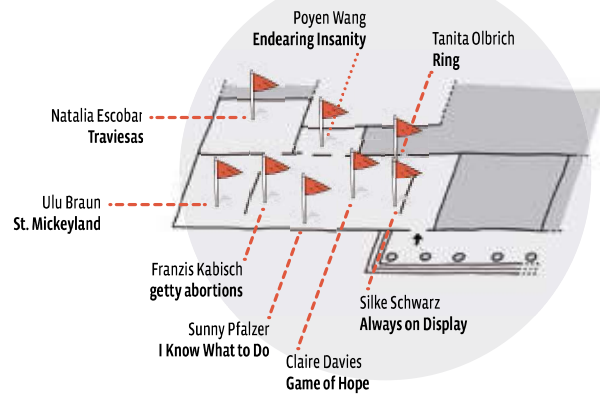 Poyen Wang
Endearing Insanity
Tanita Olbrich
Ring
Natalia Escobar
Traviesas
Ulu Braun
St. Mickeyland
Franzis Kabisch
getty abortions
Sunny Pfalzer
I Know What to Do
Claire Davies
Game of Hope
Silke Schwarz
Always on Display